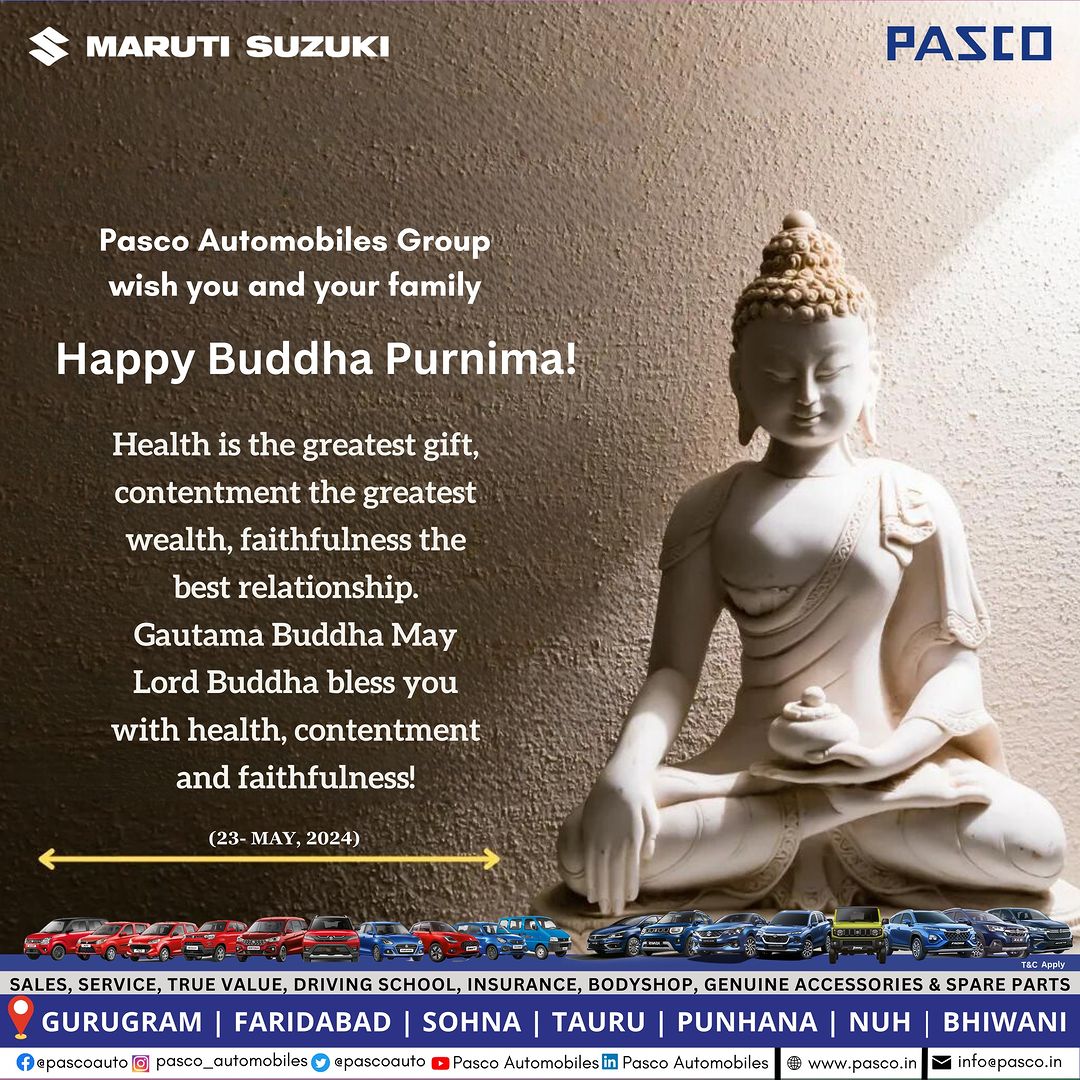 MARUTI SUZUKI
PASCO
Pasco Automobiles Group
wish you and your family
Happy Buddha Purnima!
Health is the greatest gift,
contentment the greatest
wealth, faithfulness the
best relationship.
Gautama Buddha May
Lord Buddha bless you
with health, contentment
and faithfulness!
(23- MAY, 2024)
T&C Apply
SALES, SERVICE, TRUE VALUE, DRIVING SCHOOL, INSURANCE, BODYSHOP, GENUINE ACCESSORIES & SPARE PARTS
GURUGRAM | FARIDABAD | SOHNA | TAURU | PUNHANA | NUH | BHIWANI
@pascoauto pasco_automobiles @pascoauto Pasco Automobiles Pasco Automobiles www.pasco.in info@pasco.in